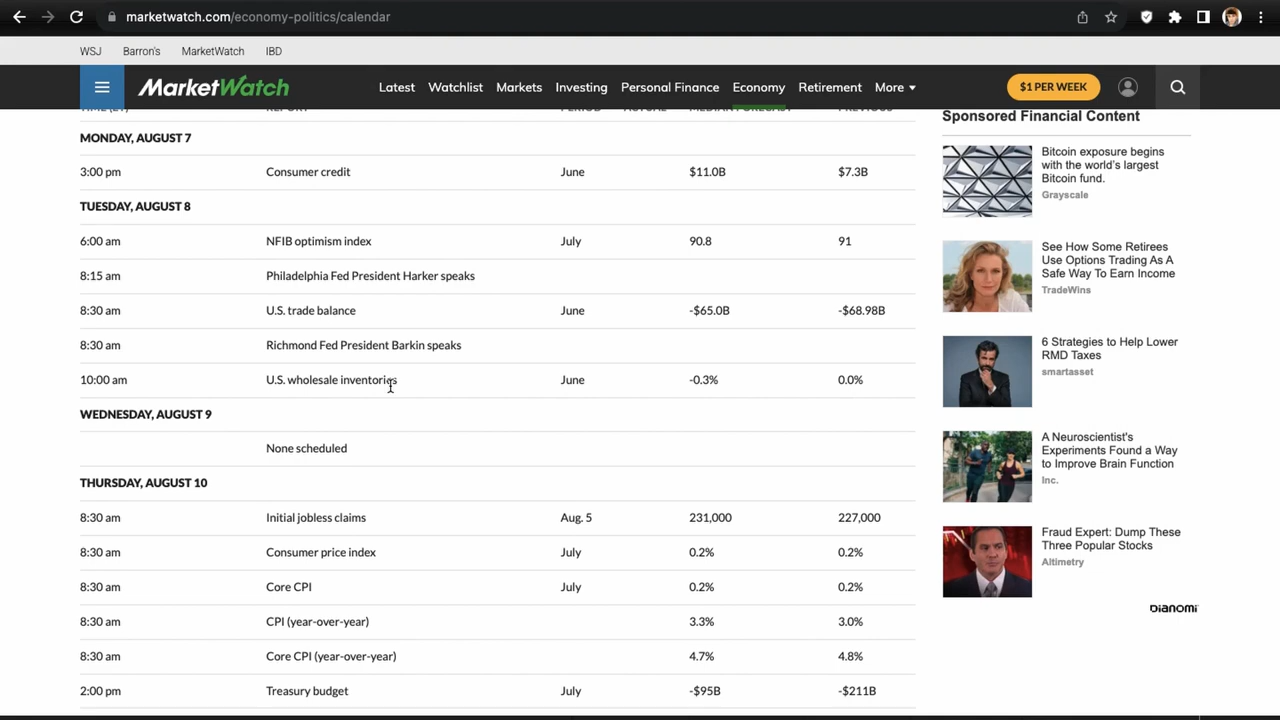 marketwatch.com/economy-politics/calendar
WSJ Barron's MarketWatch IBD
MarketWatch Latest Watchlist Markets Investing Personal Finance Economy Retirement More $1 PER WEEK
TIME (ET) REPORT PERIOD ACTUAL MEDIAN FORECAST PREVIOUS
MONDAY, AUGUST 7
3:00 pm Consumer credit June $11.0B $7.3B
TUESDAY, AUGUST 8
6:00 am NFIB optimism index July 90.8 91
8:15 am Philadelphia Fed President Harker speaks
8:30 am U.S. trade balance June -$65.0B -$68.98B
8:30 am Richmond Fed President Barkin speaks
10:00 am U.S. wholesale inventories June -0.3% 0.0%
WEDNESDAY, AUGUST 9
None scheduled
THURSDAY, AUGUST 10
8:30 am Initial jobless claims Aug. 5 231,000 227,000
8:30 am Consumer price index July 0.2% 0.2%
8:30 am Core CPI July 0.2% 0.2%
8:30 am CPI (year-over-year) 3.3% 3.0%
8:30 am Core CPI (year-over-year) 4.7% 4.8%
2:00 pm Treasury budget July -$95B -$211B
Sponsored Financial Content
Bitcoin exposure begins
with the world's largest
Bitcoin fund.
Grayscale
See How Some Retirees
Use Options Trading As A
Safe Way To Earn Income
TradeWins
6 Strategies to Help Lower
RMD Taxes
smartasset
A Neuroscientist's
Experiments Found a Way
to Improve Brain Function
Inc.
Fraud Expert: Dump These
Three Popular Stocks
Altimetry
bianomi